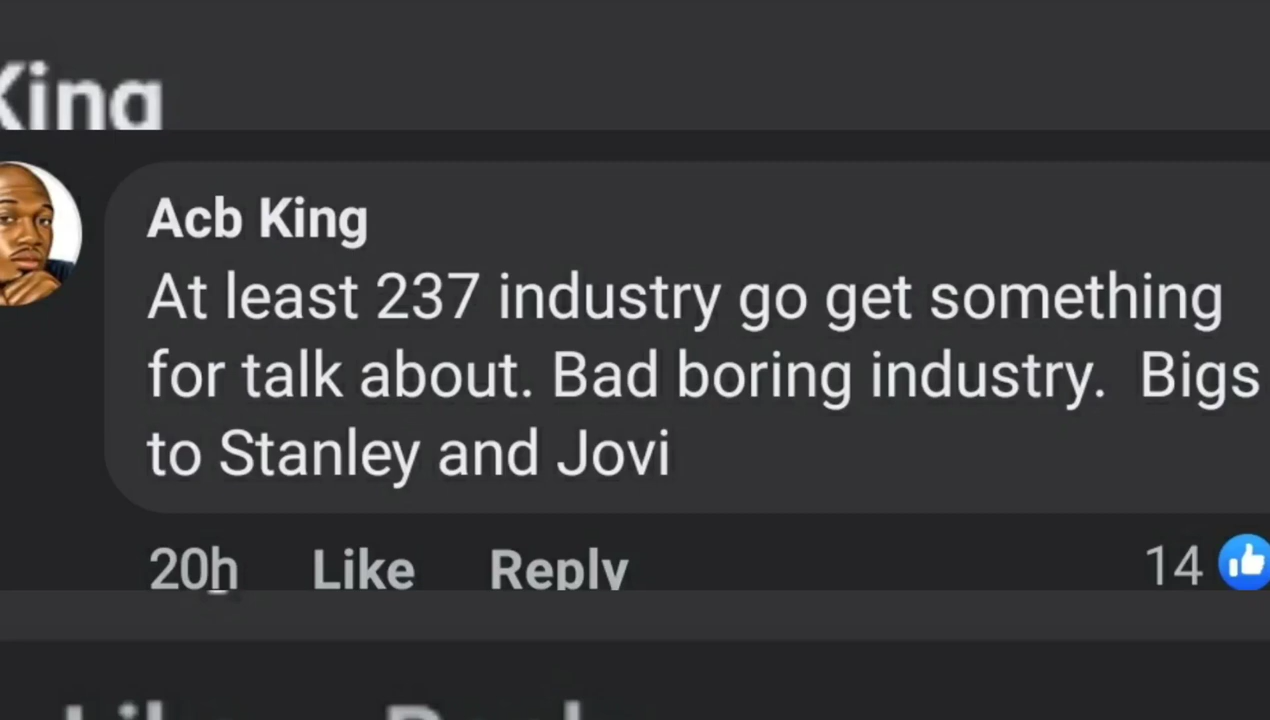 King
Acb King
At least 237 industry go get something
for talk about. Bad boring industry. Bigs
to Stanley and Jovi
20h Like Reply 14